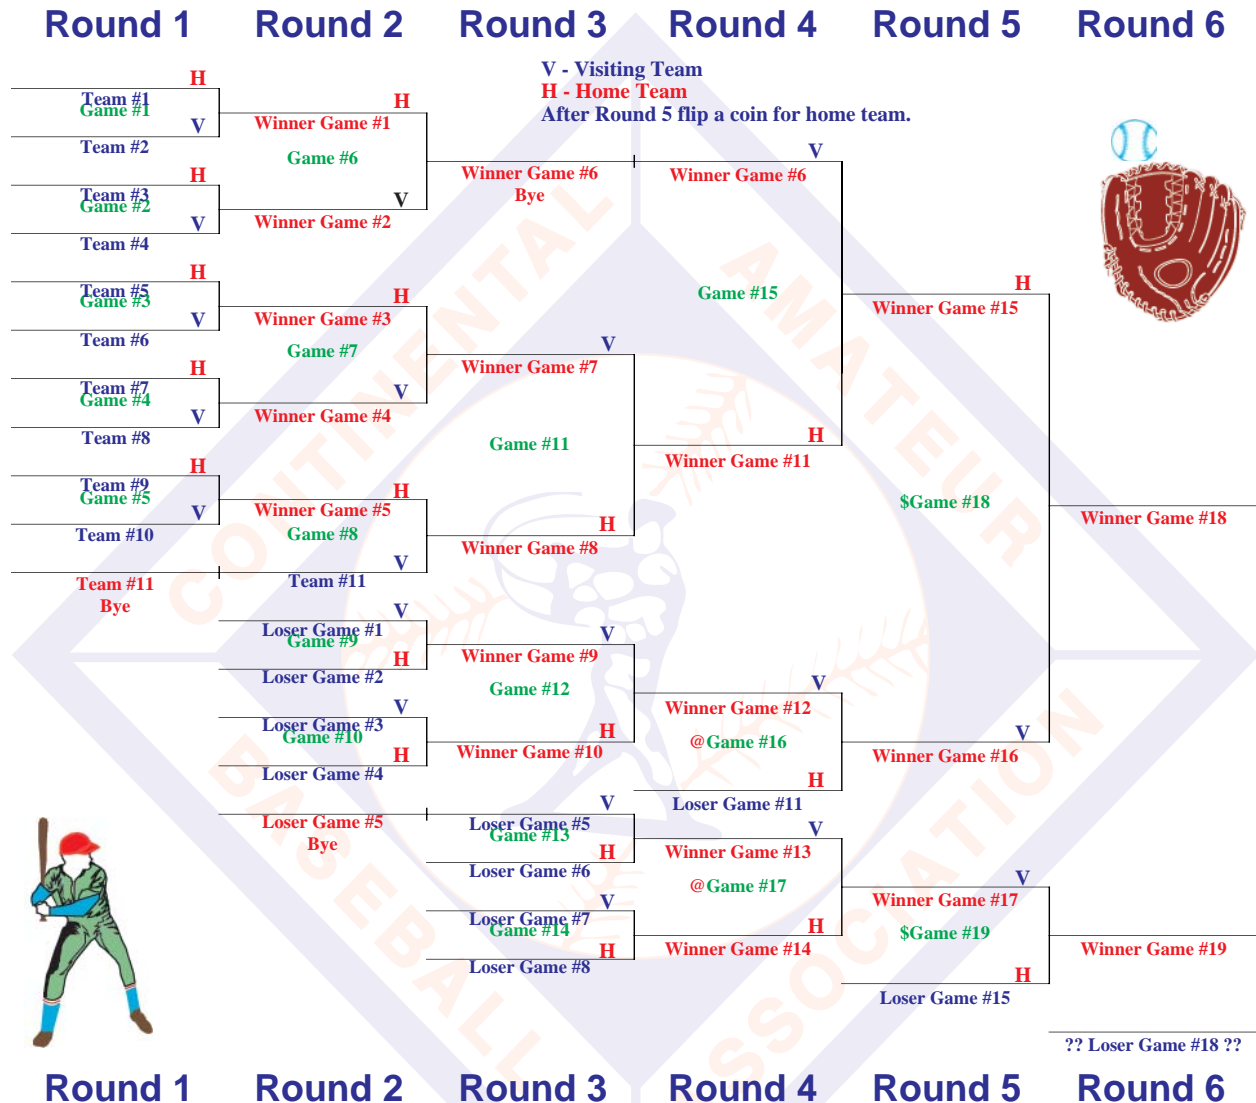 Round 1 Round 2 Round 3 Round 4 Round 5 Round 6
V - Visiting Team
H - Home Team
After Round 5 flip a coin for home team.
H
Team #1
Game #1
V
Team #2
H
Team #3
Game #2
V
Team #4
H
Team #5
Game #3
V
Team #6
H
Team #7
Game #4
V
Team #8
H
Team #9
Game #5
V
Team #10
Team #11
Bye
H
Winner Game #1
Game #6
V
Winner Game #2
H
Winner Game #3
Game #7
V
Winner Game #4
H
Winner Game #5
Game #8
V
Team #11
V
Loser Game #1
Game #9
H
Loser Game #2
V
Loser Game #3
Game #10
H
Loser Game #4
Loser Game #5
Bye
Winner Game #6
Bye
V
Winner Game #7
Game #11
H
Winner Game #8
V
Winner Game #9
Game #12
H
Winner Game #10
V
Loser Game #5
Game #13
H
Loser Game #6
V
Loser Game #7
Game #14
H
Loser Game #8
V
Winner Game #6
Game #15
H
Winner Game #11
V
Winner Game #12
@Game #16
H
Loser Game #11
V
Winner Game #13
@Game #17
H
Winner Game #14
H
Winner Game #15
$Game #18
V
Winner Game #16
V
Winner Game #17
$Game #19
H
Loser Game #15
Winner Game #18
Winner Game #19
?? Loser Game #18 ??
CONTINENTAL
AMATEUR
BASEBALL
ASSOCIATION
Round 1 Round 2 Round 3 Round 4 Round 5 Round 6